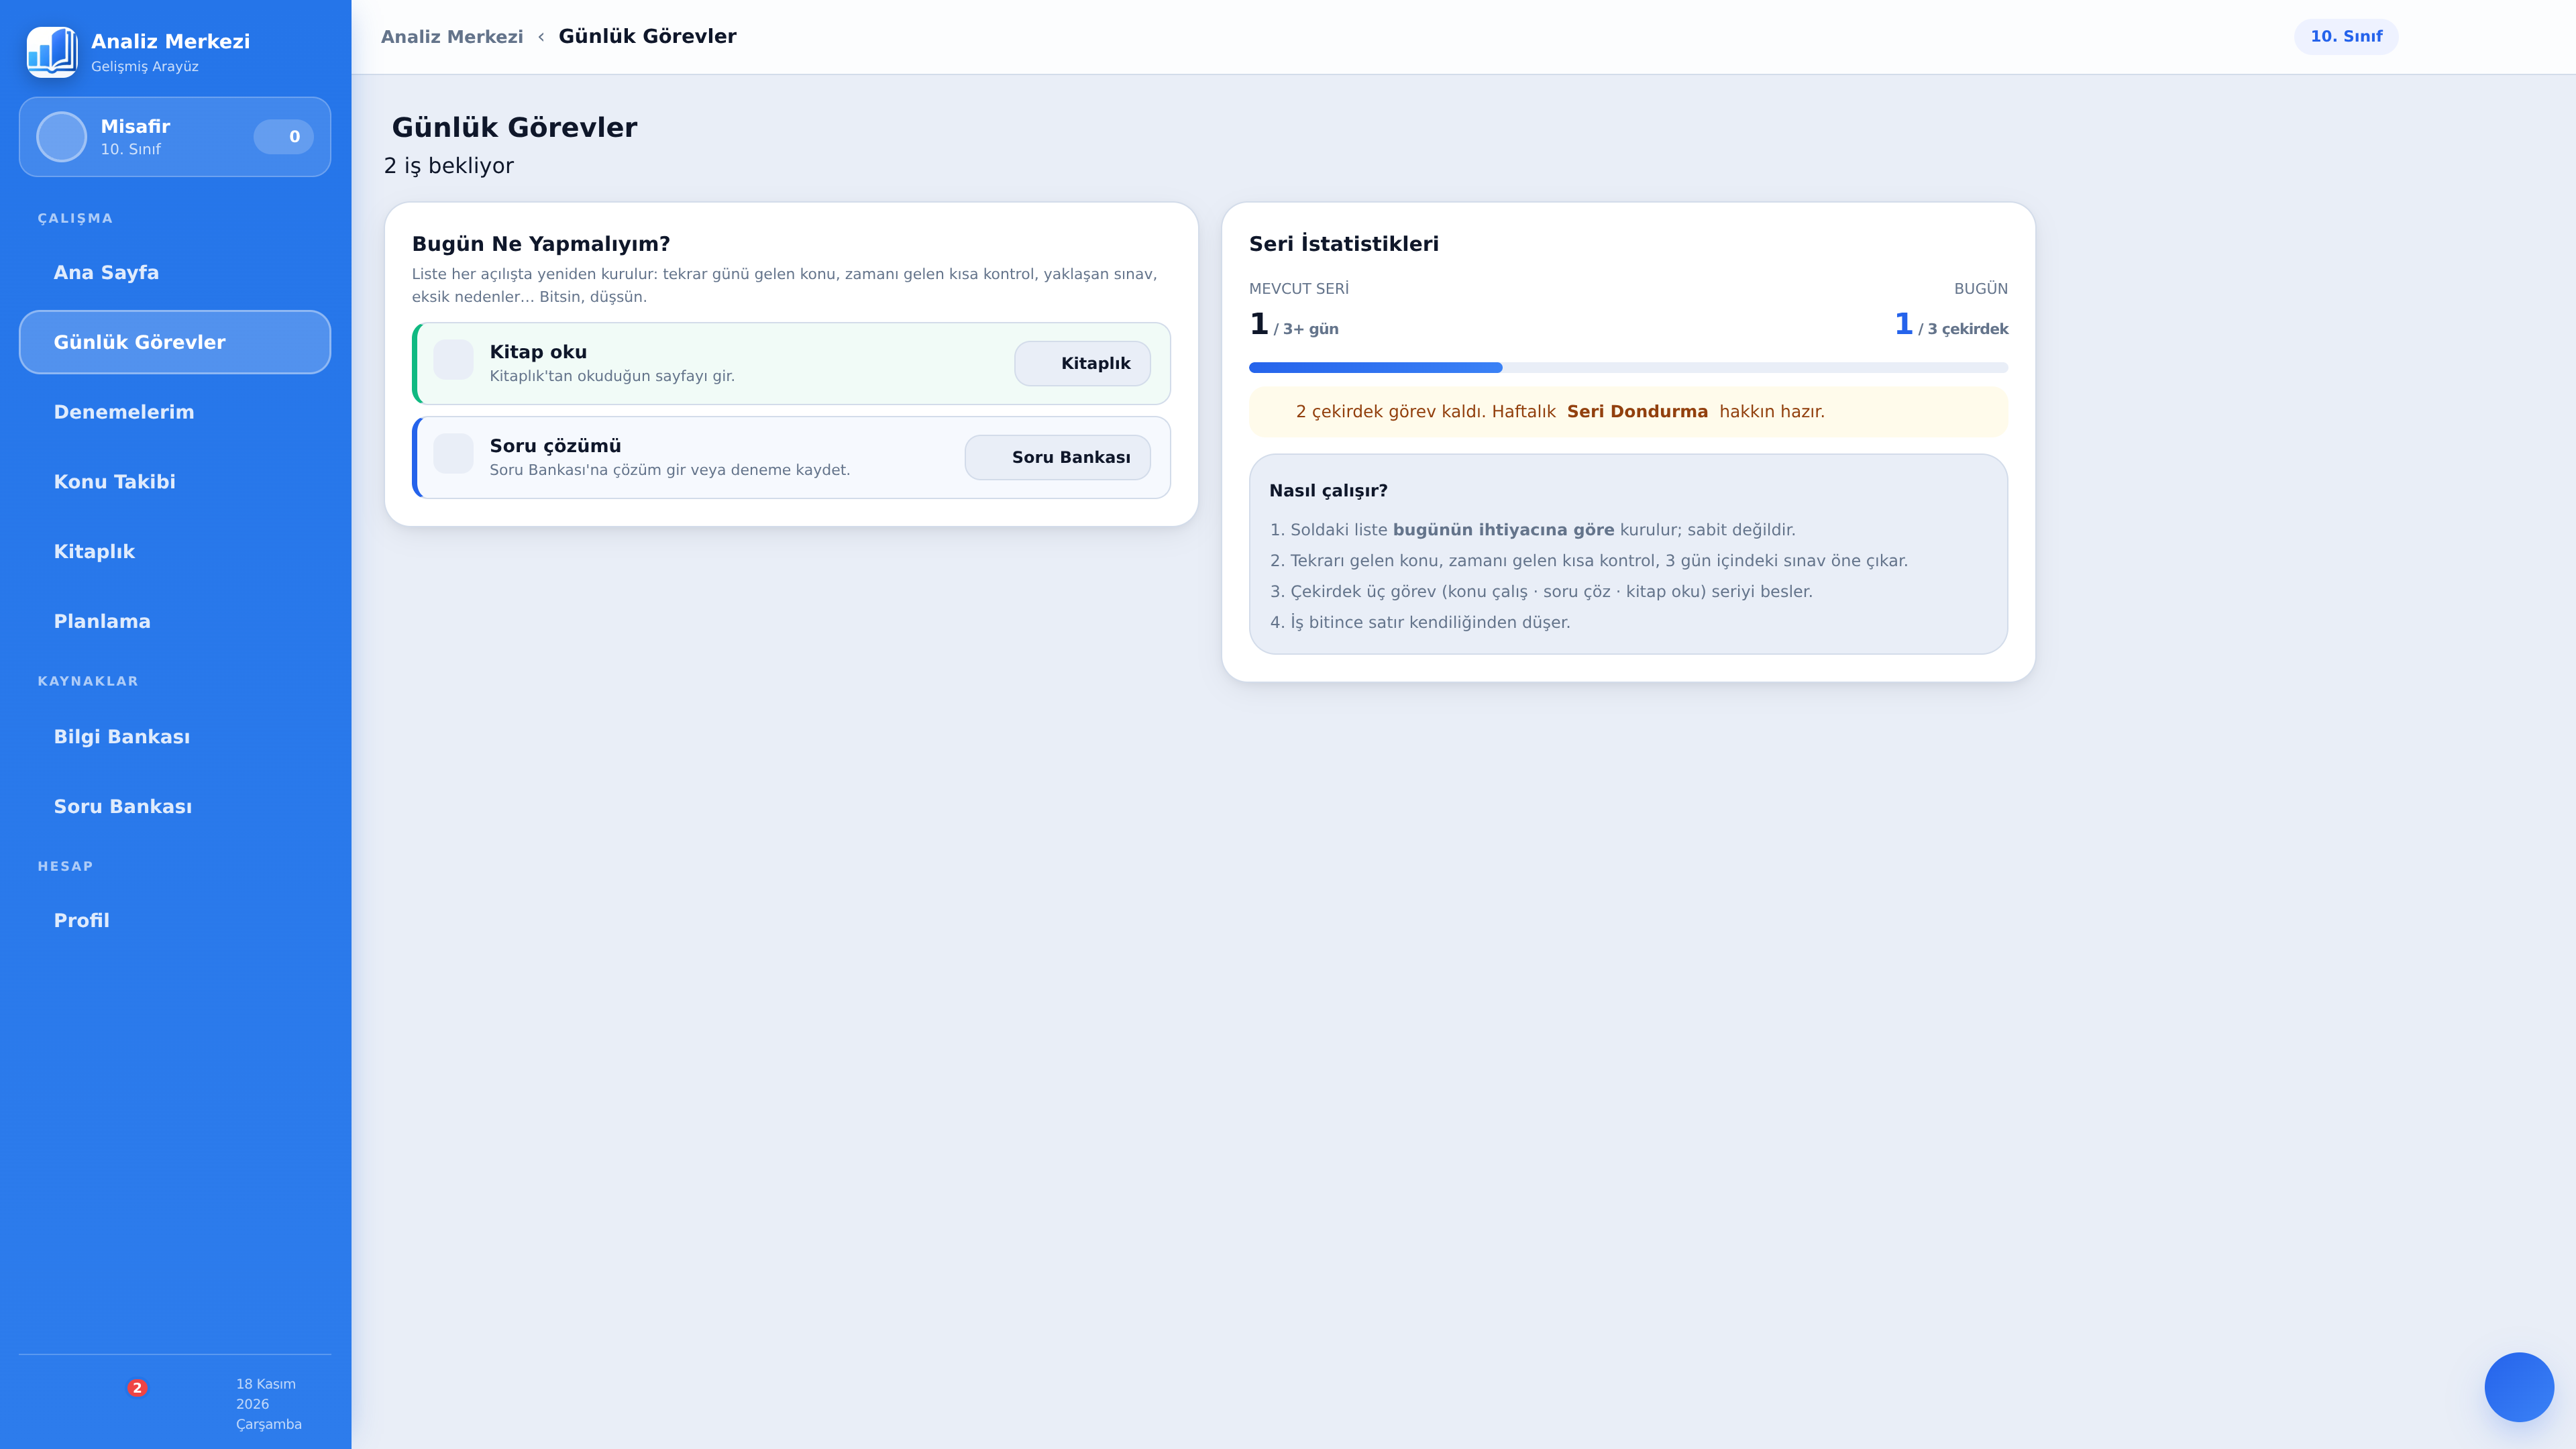 Analiz Merkezi
Gelişmiş Arayüz
Misafir
10. Sınıf
0
ÇALIŞMA
Ana Sayfa
Günlük Görevler
Denemelerim
Konu Takibi
Kitaplık
Planlama
KAYNAKLAR
Bilgi Bankası
Soru Bankası
HESAP
Profil
2
18 Kasım
2026
Çarşamba
Analiz Merkezi ‹ Günlük Görevler
10. Sınıf
Günlük Görevler
2 iş bekliyor
Bugün Ne Yapmalıyım?
Liste her açılışta yeniden kurulur: tekrar günü gelen konu, zamanı gelen kısa kontrol, yaklaşan sınav,
eksik nedenler… Bitsin, düşsün.
Kitap oku
Kitaplık'tan okuduğun sayfayı gir.
Kitaplık
Soru çözümü
Soru Bankası'na çözüm gir veya deneme kaydet.
Soru Bankası
Seri İstatistikleri
MEVCUT SERİ
BUGÜN
1 / 3+ gün
1 / 3 çekirdek
2 çekirdek görev kaldı. Haftalık Seri Dondurma hakkın hazır.
Nasıl çalışır?
1. Soldaki liste bugünün ihtiyacına göre kurulur; sabit değildir.
2. Tekrarı gelen konu, zamanı gelen kısa kontrol, 3 gün içindeki sınav öne çıkar.
3. Çekirdek üç görev (konu çalış · soru çöz · kitap oku) seriyi besler.
4. İş bitince satır kendiliğinden düşer.